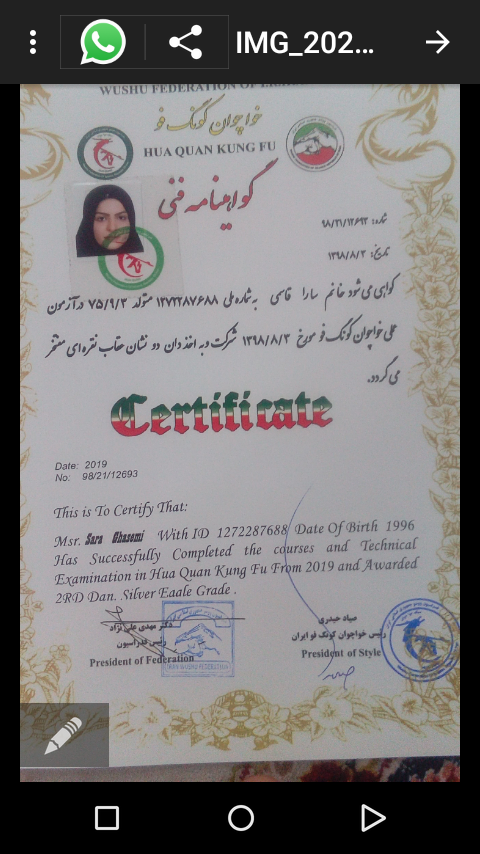 IMG_202...
WUSHU FEDERATION OF I.R.
خواچوان کونگ فو
HUA QUAN KUNG FU
گواهینامه فنی
شماره: ۹۸/۲۱/۱۲۶۹۳
تاریخ: ۱۳۹۸/۸/۲
گواهی می شود خانم سارا قاسمی به شماره ملی ۱۲۷۲۲۸۷۶۸۸ متولد ۷۵/۹/۲ در آزمون
عملی خواچوان کونگ فو مورخ ۱۳۹۸/۸/۲ شرکت و به اخذ دان دو نشان عقاب نقره ای مفتخر
می گردد.
Certificate
Date: 2019
No: 98/21/12693
This is To Certify That:
Msr. Sara Ghasemi With ID 1272287688 Date Of Birth 1996
Has Successfully Completed the courses and Technical
Examination in Hua Quan Kung Fu From 2019 and Awarded
2RD Dan. Silver Eagle Grade .
دکتر مهدی علی نژاد
رئیس فدراسیون
President of Federation
صیاد حیدری
رئیس خواچوان کونگ فو ایران
President of Style